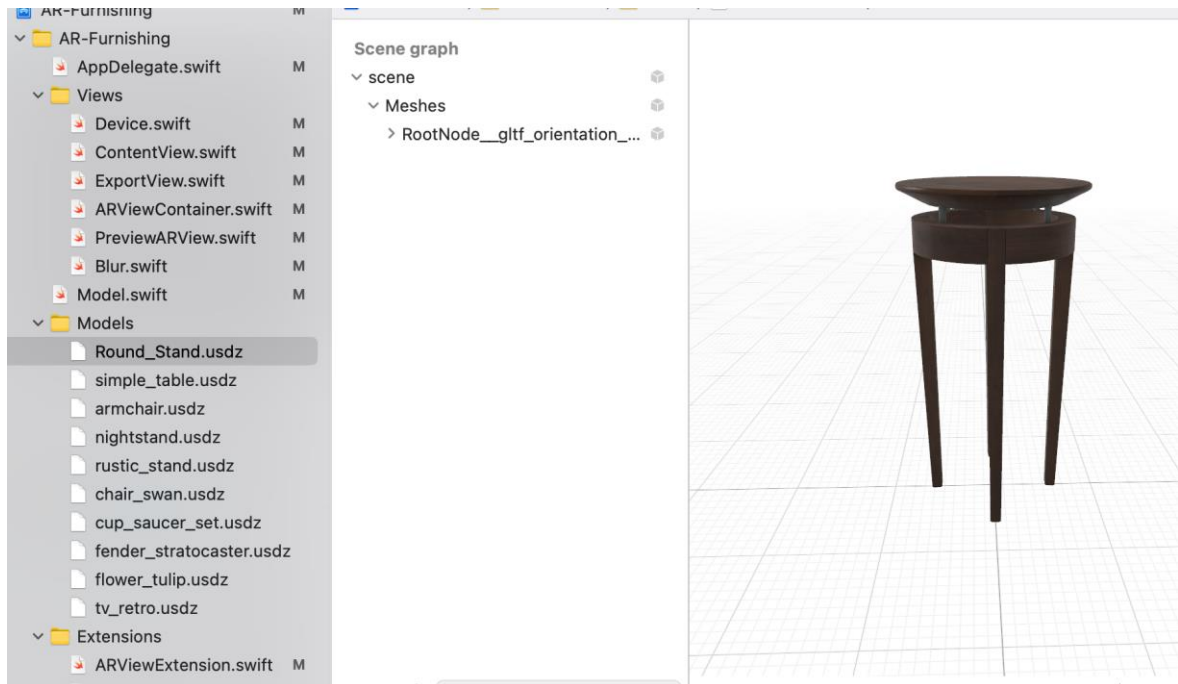 AR-Furnishing M
AR-Furnishing
AppDelegate.swift M
Views
Device.swift M
ContentView.swift M
ExportView.swift M
ARViewContainer.swift M
PreviewARView.swift M
Blur.swift M
Model.swift M
Models
Round_Stand.usdz
simple_table.usdz
armchair.usdz
nightstand.usdz
rustic_stand.usdz
chair_swan.usdz
cup_saucer_set.usdz
fender_stratocaster.usdz
flower_tulip.usdz
tv_retro.usdz
Extensions
ARViewExtension.swift M
Scene graph
scene
Meshes
RootNode__gltf_orientation_...